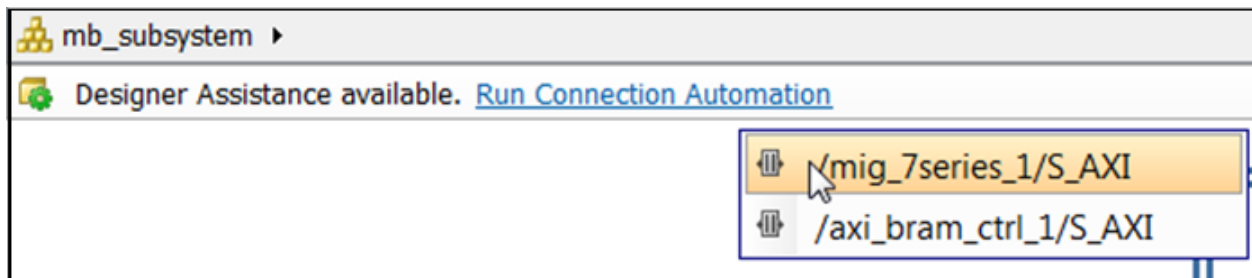 mb_subsystem
Designer Assistance available. Run Connection Automation
/mig_7series_1/S_AXI
/axi_bram_ctrl_1/S_AXI